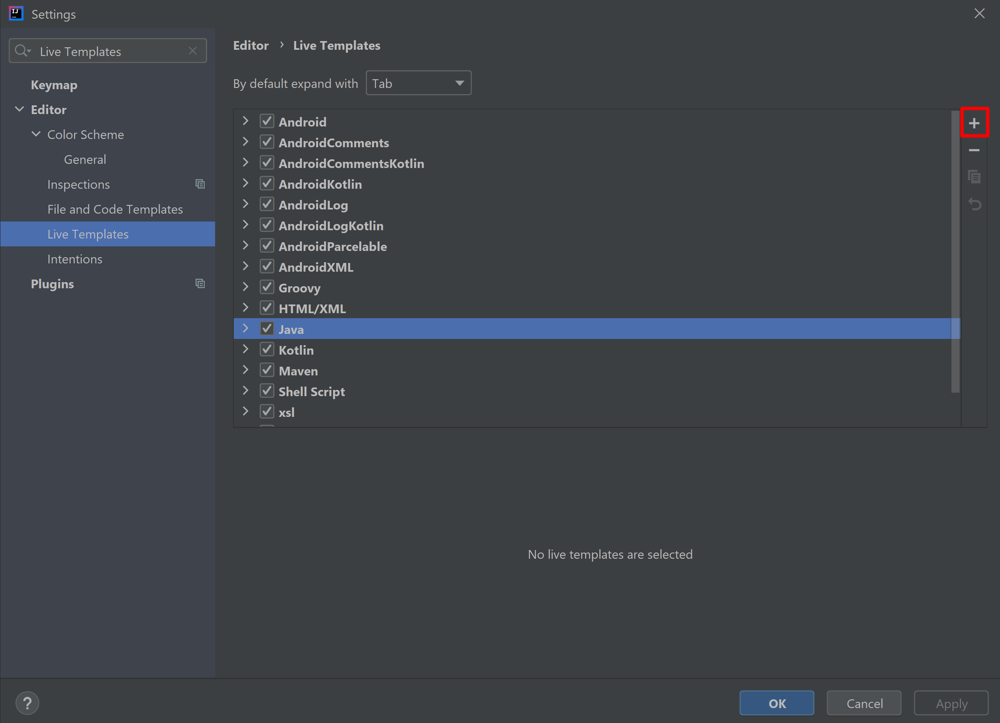 IJ
Settings
Live Templates
Keymap
Editor
Color Scheme
General
Inspections
File and Code Templates
Live Templates
Intentions
Plugins
Editor › Live Templates
By default expand with Tab
Android
AndroidComments
AndroidCommentsKotlin
AndroidKotlin
AndroidLog
AndroidLogKotlin
AndroidParcelable
AndroidXML
Groovy
HTML/XML
Java
Kotlin
Maven
Shell Script
xsl
No live templates are selected
?
OK Cancel Apply